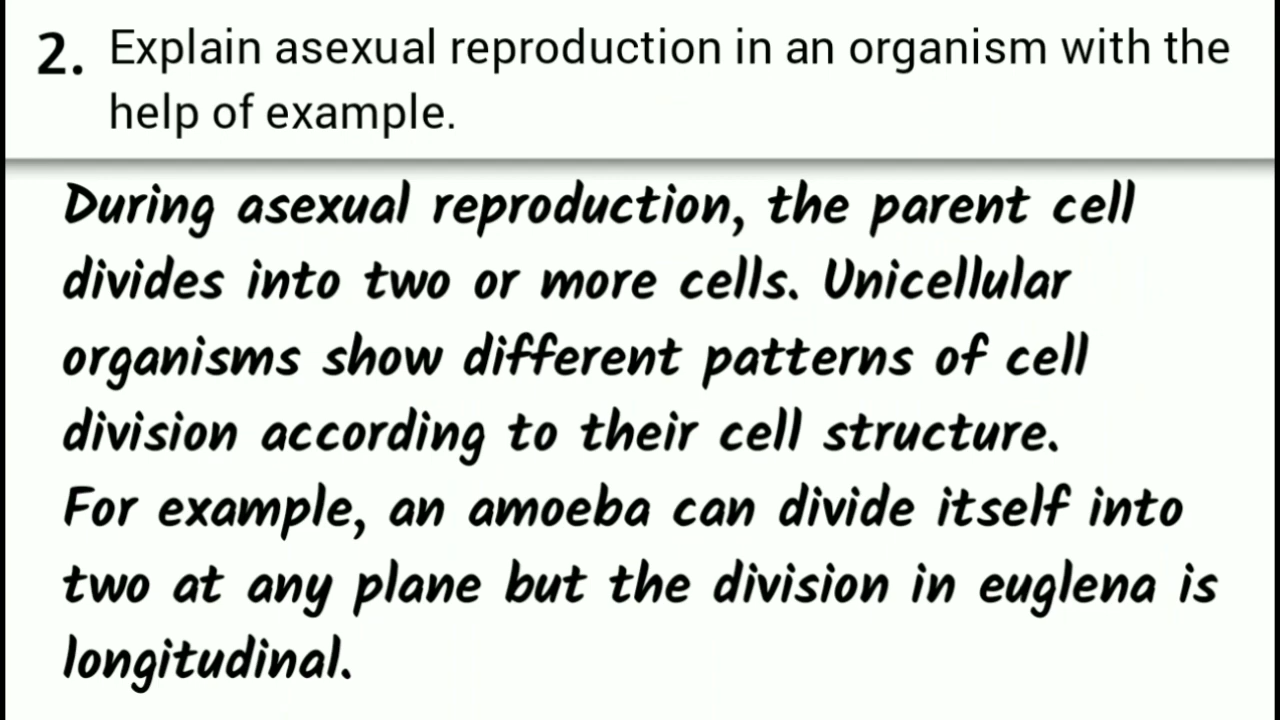 2. Explain asexual reproduction in an organism with the
help of example.
During asexual reproduction, the parent cell
divides into two or more cells. Unicellular
organisms show different patterns of cell
division according to their cell structure.
For example, an amoeba can divide itself into
two at any plane but the division in euglena is
longitudinal.